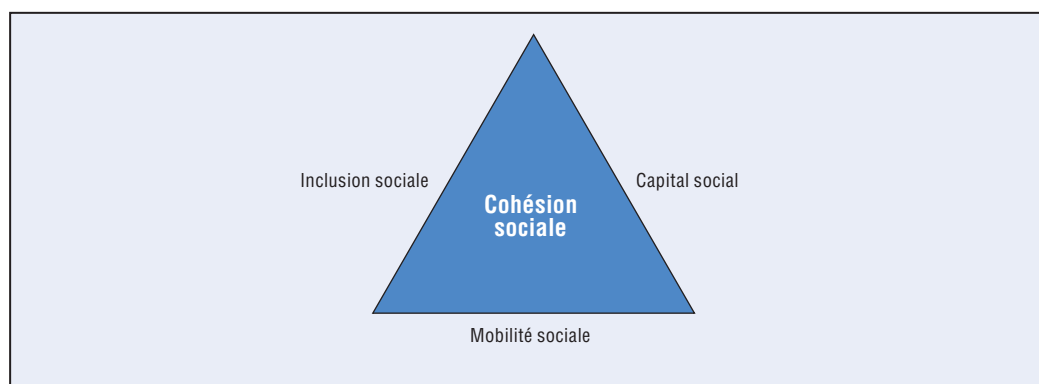 Inclusion sociale
Capital social
Cohésion
sociale
Mobilité sociale